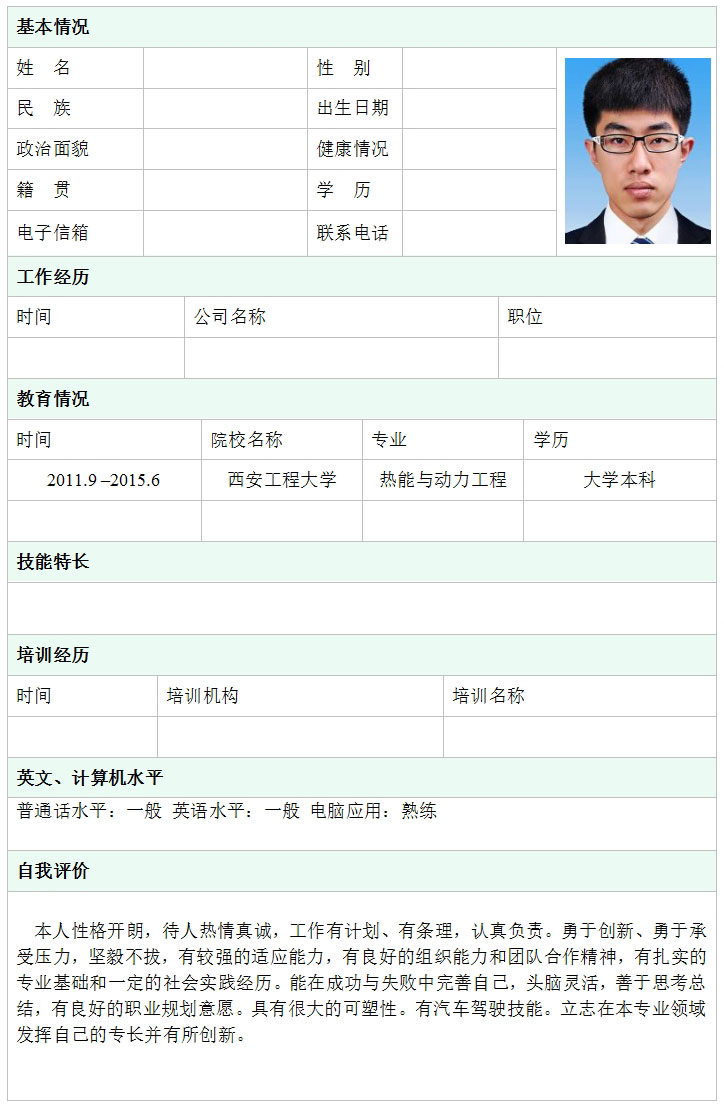 基本情况
姓 名 性 别
民 族 出生日期
政治面貌 健康情况
籍 贯 学 历
电子信箱 联系电话
工作经历
时间 公司名称 职位
教育情况
时间 院校名称 专业 学历
2011.9 –2015.6 西安工程大学 热能与动力工程 大学本科
技能特长
培训经历
时间 培训机构 培训名称
英文、计算机水平
普通话水平：一般 英语水平：一般 电脑应用：熟练
自我评价
本人性格开朗，待人热情真诚，工作有计划、有条理，认真负责。勇于创新、勇于承
受压力，坚毅不拔，有较强的适应能力，有良好的组织能力和团队合作精神，有扎实的
专业基础和一定的社会实践经历。能在成功与失败中完善自己，头脑灵活，善于思考总
结，有良好的职业规划意愿。具有很大的可塑性。有汽车驾驶技能。立志在本专业领域
发挥自己的专长并有所创新。